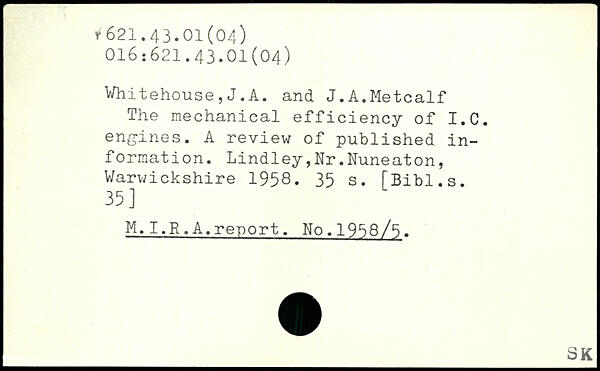 621.43.01(04)
016:621.43.01(04)
Whitehouse,J.A. and J.A.Metcalf
The mechanical efficiency of I.C.
engines. A review of published in-
formation. Lindley,Nr.Nuneaton,
Warwickshire 1958. 35 s. [Bibl.s.
35]
M.I.R.A.report. No.1958/5.
SK